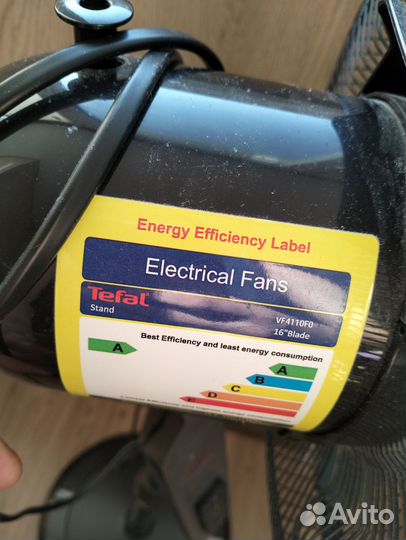 Energy Efficiency Label
Electrical Fans
Tefal
VF4110F0
Stand
16"Blade
Best Efficiency and least energy consumption
A
A
B
C
D
E
Avito